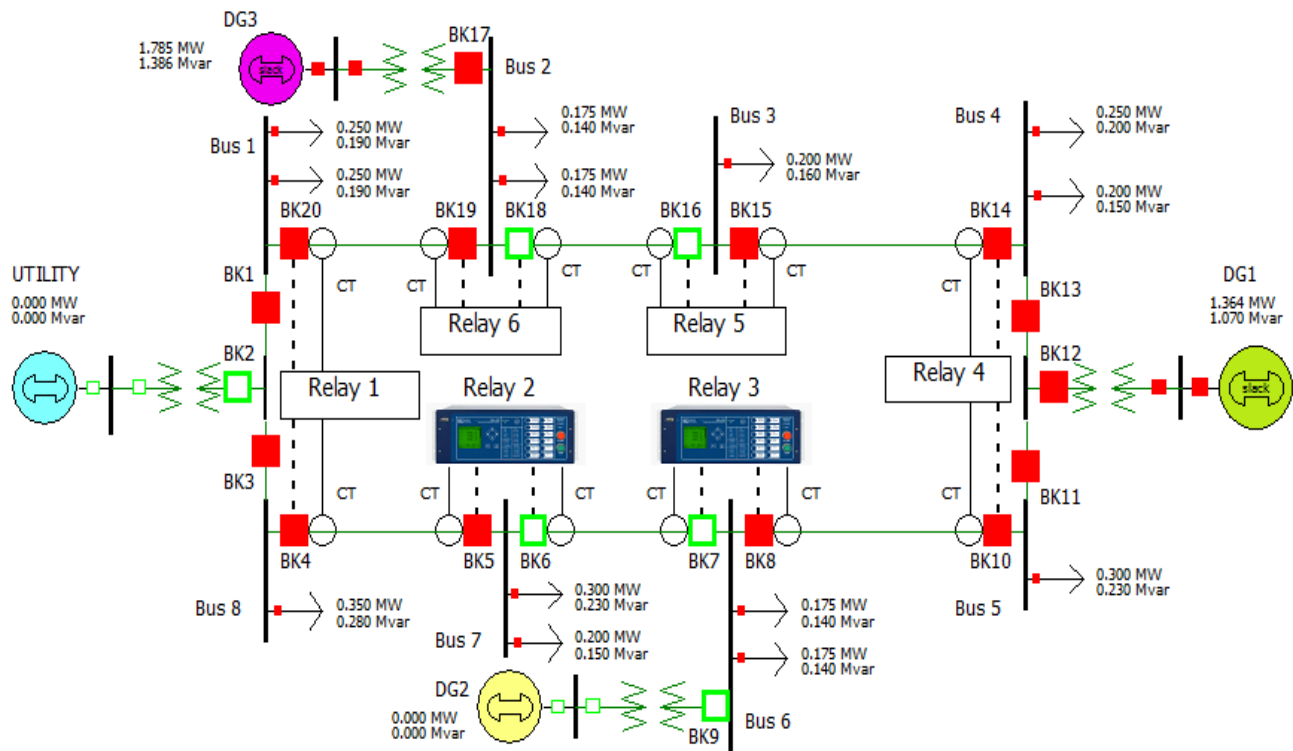 DG3
BK17
1.785 MW
1.386 Mvar
slack
Bus 2
Bus 1
0.250 MW
0.190 Mvar
0.250 MW
0.190 Mvar
0.175 MW
0.140 Mvar
0.175 MW
0.140 Mvar
Bus 3
0.200 MW
0.160 Mvar
Bus 4
0.250 MW
0.200 Mvar
0.200 MW
0.150 Mvar
BK20
BK19
BK18
BK16
BK15
BK14
CT
CT
CT
CT
CT
CT
UTILITY
0.000 MW
0.000 Mvar
BK1
BK2
BK3
Relay 6
Relay 5
Relay 1
Relay 2
Relay 3
Relay 4
BK13
BK12
BK11
DG1
1.364 MW
1.070 Mvar
slack
CT
CT
CT
CT
CT
CT
BK4
BK5
BK6
BK7
BK8
BK10
Bus 8
0.350 MW
0.280 Mvar
Bus 7
0.300 MW
0.230 Mvar
0.200 MW
0.150 Mvar
0.175 MW
0.140 Mvar
0.175 MW
0.140 Mvar
Bus 5
0.300 MW
0.230 Mvar
DG2
0.000 MW
0.000 Mvar
BK9
Bus 6